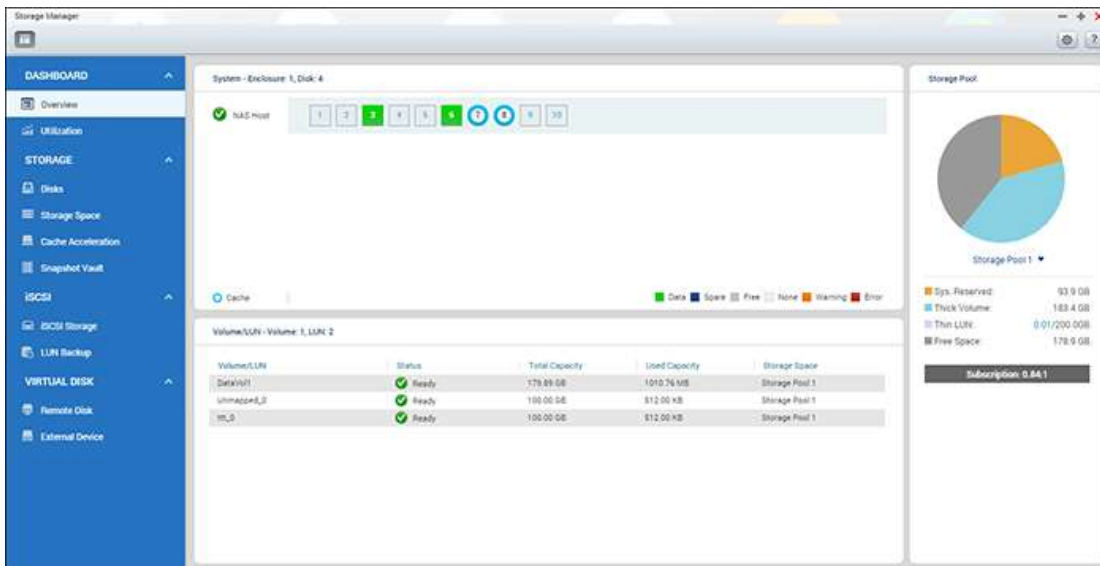 Storage Manager
DASHBOARD
Overview
Utilization
STORAGE
Disks
Storage Space
Cache Acceleration
Snapshot Vault
iSCSI
iSCSI Storage
LUN Backup
VIRTUAL DISK
Remote Disk
External Device
System - Enclosure: 1, Disk: 4
NAS Host
1 2 3 4 5 6 7 8 9 10
Cache
Data Spare Free None Warning Error
Volume/LUN - Volume: 1, LUN: 2
Volume/LUN Status Total Capacity Used Capacity Storage Space
DataVol1 Ready 179.89 GB 1010.76 MB Storage Pool 1
Unmapped_0 Ready 100.00 GB 512.00 KB Storage Pool 1
Ready 100.00 GB 512.00 KB Storage Pool 1
Storage Pool
Storage Pool 1
Sys. Reserved: 93.9 GB
Thick Volume: 183.4 GB
Thin LUN: 0.01/200.0GB
Free Space: 178.9 GB
Subscription: 0.84:1